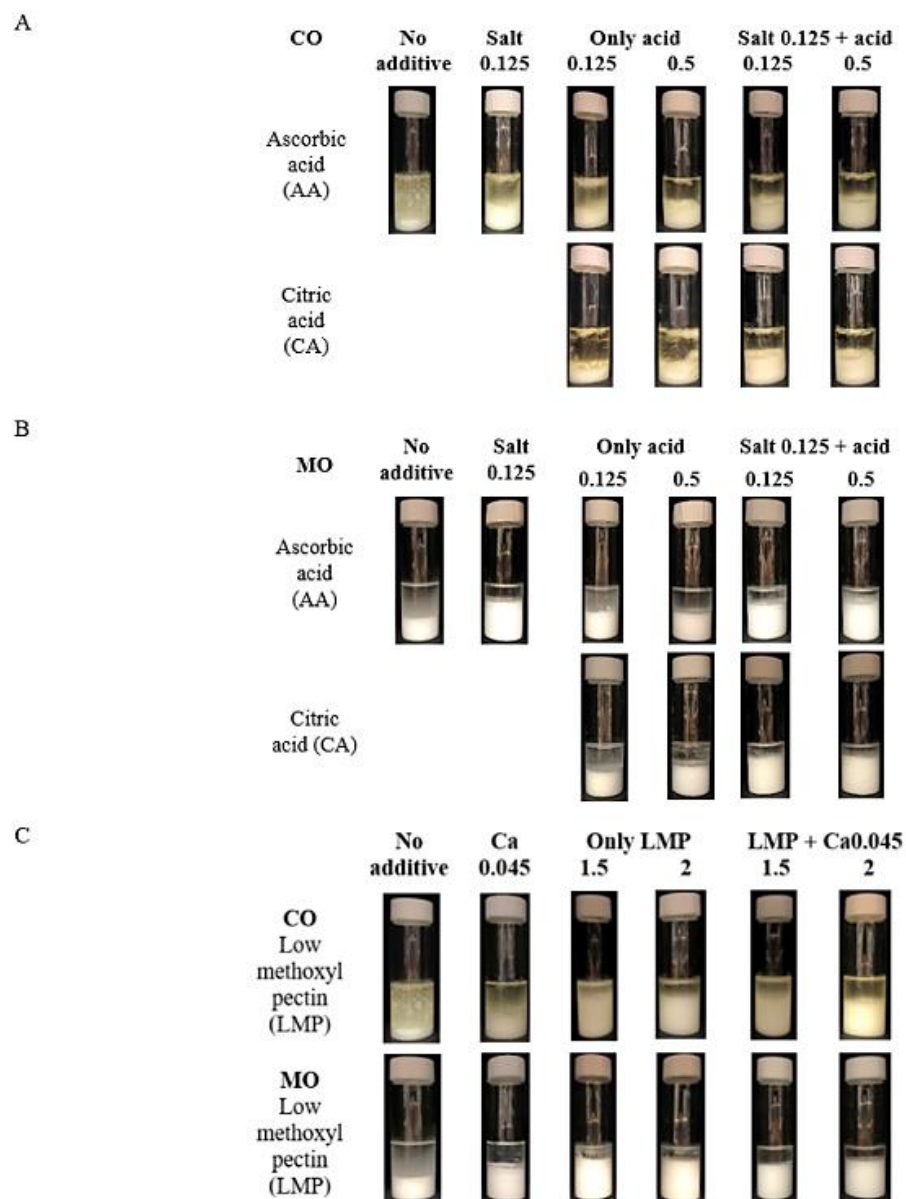 A
CO
No additive
Salt 0.125
Only acid
0.125 0.5
Salt 0.125 + acid
0.125 0.5
Ascorbic
acid
(AA)
Citric
acid
(CA)
B
MO
No additive
Salt 0.125
Only acid
0.125 0.5
Salt 0.125 + acid
0.125 0.5
Ascorbic
acid
(AA)
Citric
acid (CA)
C
No additive
Ca 0.045
Only LMP
1.5 2
LMP + Ca0.045
1.5 2
CO
Low
methoxyl
pectin
(LMP)
MO
Low
methoxyl
pectin
(LMP)